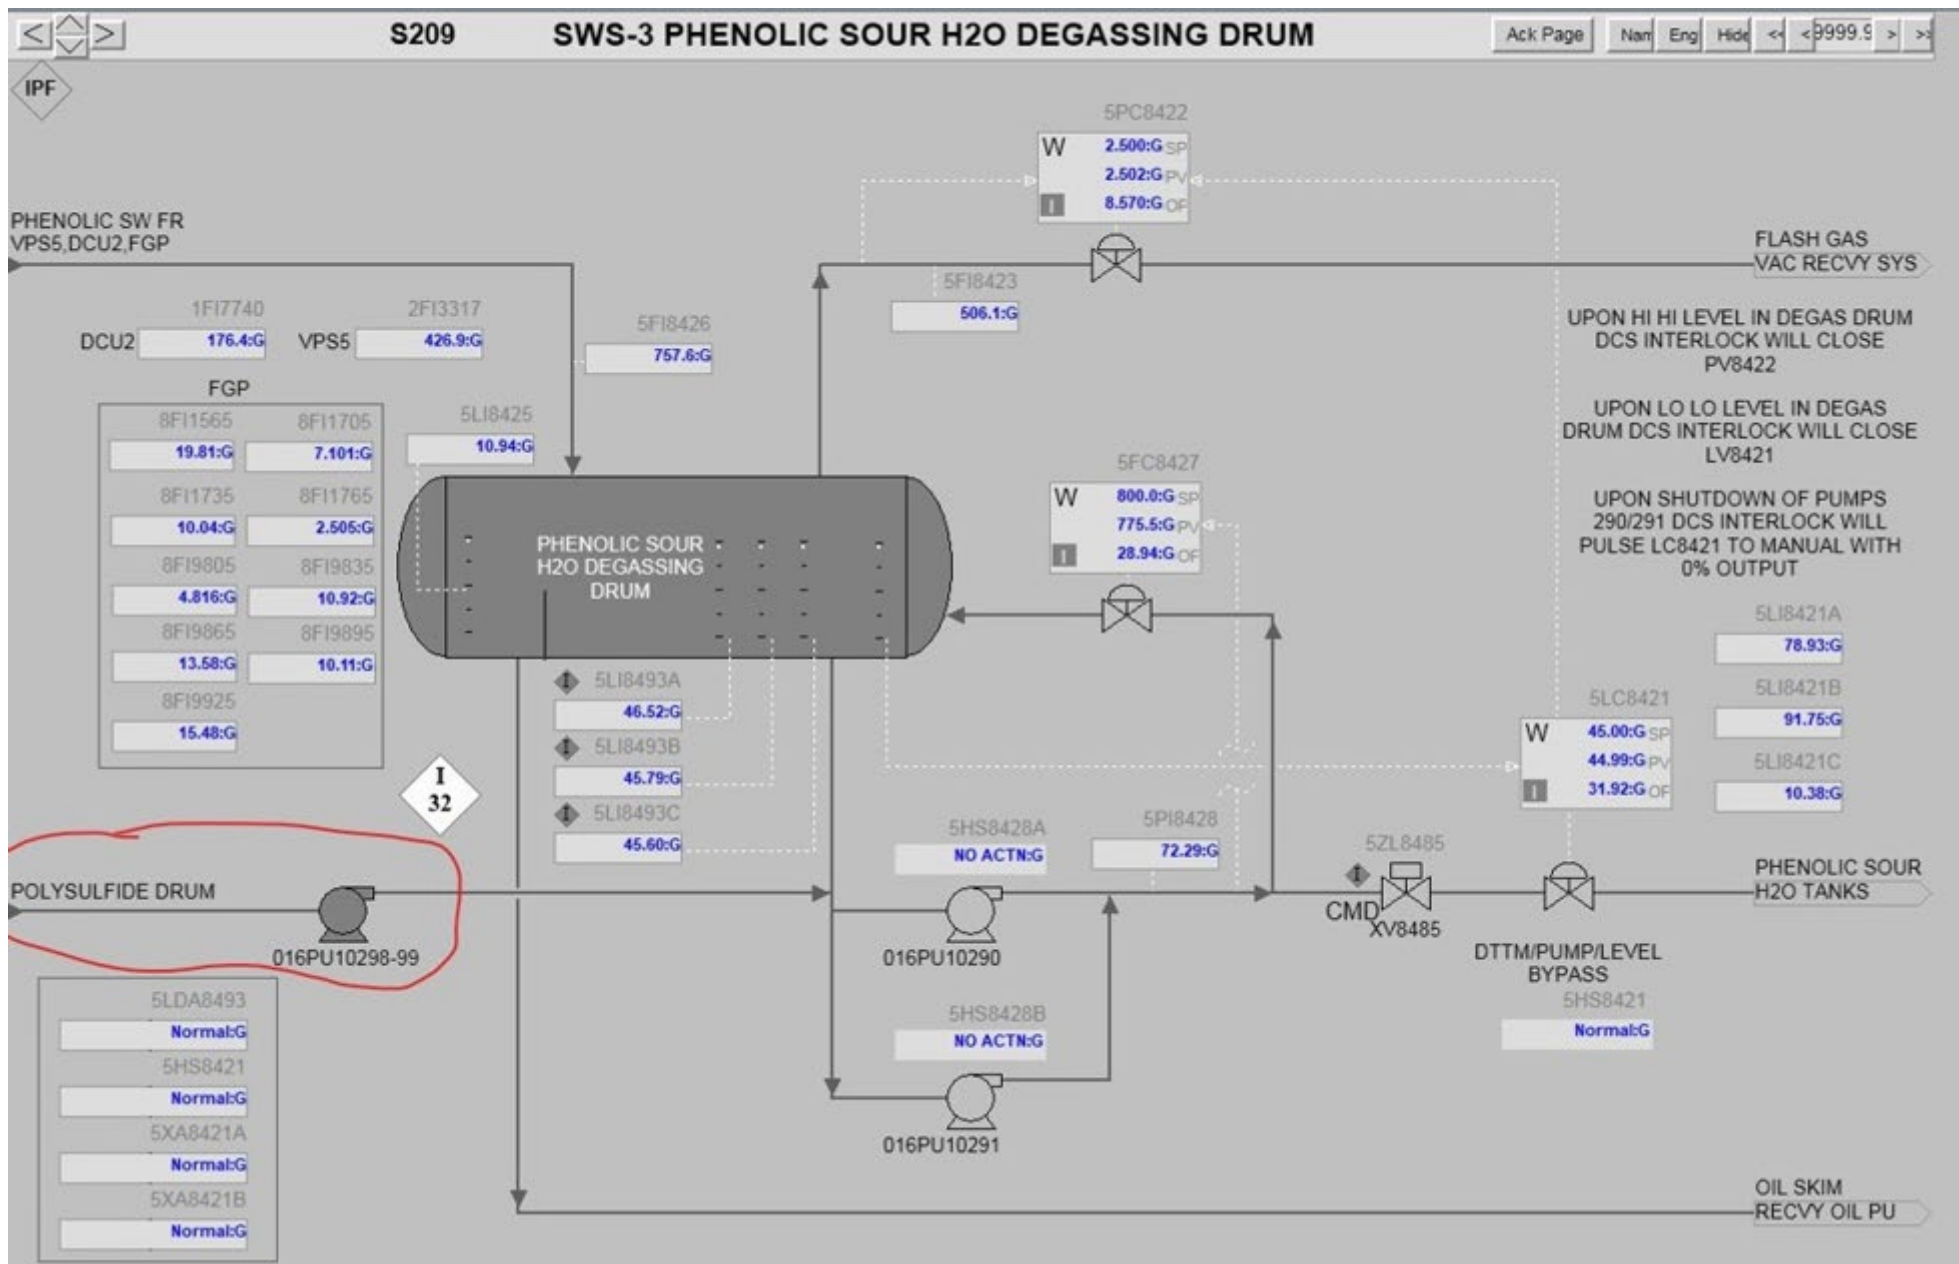 < > S209 SWS-3 PHENOLIC SOUR H2O DEGASSING DRUM Ack Page Nam Eng Hide << < 9999.9 > >>
IPF
5PC8422
W 2.500:G SP
2.502:G PV
I 8.570:G OP
PHENOLIC SW FR
VPS5,DCU2,FGP
FLASH GAS
VAC RECVY SYS
1FI7740
DCU2 176.4:G
2FI3317
VPS5 426.9:G
5FI8426
757.6:G
5FI8423
506.1:G
UPON HI HI LEVEL IN DEGAS DRUM
DCS INTERLOCK WILL CLOSE
PV8422
UPON LO LO LEVEL IN DEGAS
DRUM DCS INTERLOCK WILL CLOSE
LV8421
UPON SHUTDOWN OF PUMPS
290/291 DCS INTERLOCK WILL
PULSE LC8421 TO MANUAL WITH
0% OUTPUT
FGP
8FI1565 8FI1705
19.81:G 7.101:G
8FI1735 8FI1765
10.04:G 2.505:G
8FI9805 8FI9835
4.816:G 10.92:G
8FI9865 8FI9895
13.58:G 10.11:G
8FI9925
15.48:G
5LI8425
10.94:G
PHENOLIC SOUR
H2O DEGASSING
DRUM
5FC8427
W 800.0:G SP
775.5:G PV
I 28.94:G OP
5LI8421A
78.93:G
5LI8421B
91.75:G
5LI8421C
10.38:G
5LC8421
W 45.00:G SP
44.99:G PV
I 31.92:G OP
I 5LI8493A
46.52:G
I 5LI8493B
45.79:G
I 5LI8493C
45.60:G
I
32
POLYSULFIDE DRUM
016PU10298-99
5HS8428A
NO ACTN:G
016PU10290
5PI8428
72.29:G
5ZL8485
I
CMD
XV8485
PHENOLIC SOUR
H2O TANKS
DTTM/PUMP/LEVEL
BYPASS
5HS8421
Normal:G
5HS8428B
NO ACTN:G
016PU10291
5LDA8493
Normal:G
5HS8421
Normal:G
5XA8421A
Normal:G
5XA8421B
Normal:G
OIL SKIM
RECVY OIL PU